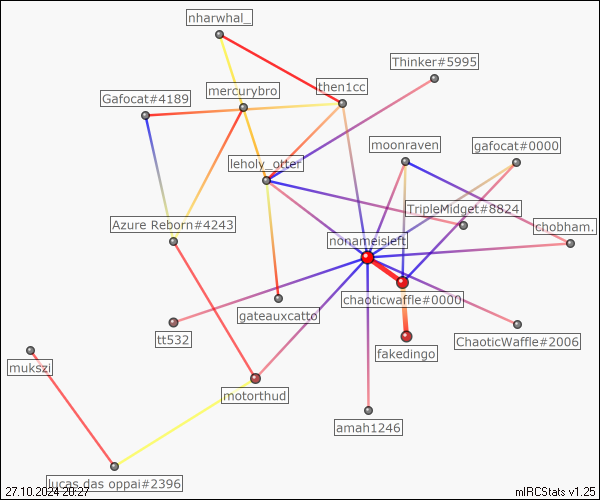 nharwhal_
Thinker#5995
mercurybro
then1cc
Gafocat#4189
moonraven
gafocat#0000
leholy_otter
TripleMidget#8824
Azure Reborn#4243
chobham.
nonameisleft
chaoticwaffle#0000
gateauxcatto
tt532
ChaoticWaffle#2006
fakedingo
mukszi
motorthud
amah1246
lucas das oppai#2396
27.10.2024 20:27
mIRCStats v1.25